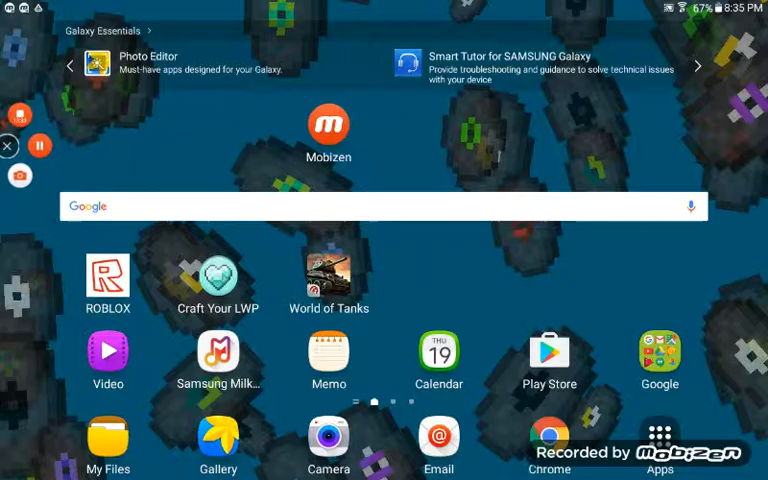 67% 8:35 PM
Galaxy Essentials >
Photo Editor
Must-have apps designed for your Galaxy.
Smart Tutor for SAMSUNG Galaxy
Provide troubleshooting and guidance to solve technical issues
with your device
m
Mobizen
Google
ROBLOX
Craft Your LWP
World of Tanks
THU
19
Video
Samsung Milk...
Memo
Calendar
Play Store
Google
My Files
Gallery
Camera
Email
Chrome
Apps
Recorded by MOBIZEN